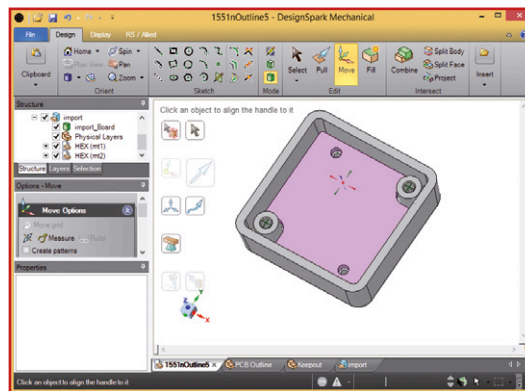 1551nOutline5 - DesignSpark Mechanical
File Design Display RS / Allied
Home Spin
Plan View Pan
Zoom
Clipboard
Orient
Sketch
Mode
Select Pull Move Fill
Edit
Combine
Split Body
Split Face
Project
Intersect
Insert
Structure
import
import_Board
Physical Layers
HEX (mt1)
HEX (mt2)
Structure Layers Selection
Options - Move
Move Options
Move grid
Measure Ruler
Create patterns
Properties
Click an object to align the handle to it
Y
X
1551nOutline5 PCB Outline Keepout import
Click an object to align the handle to it